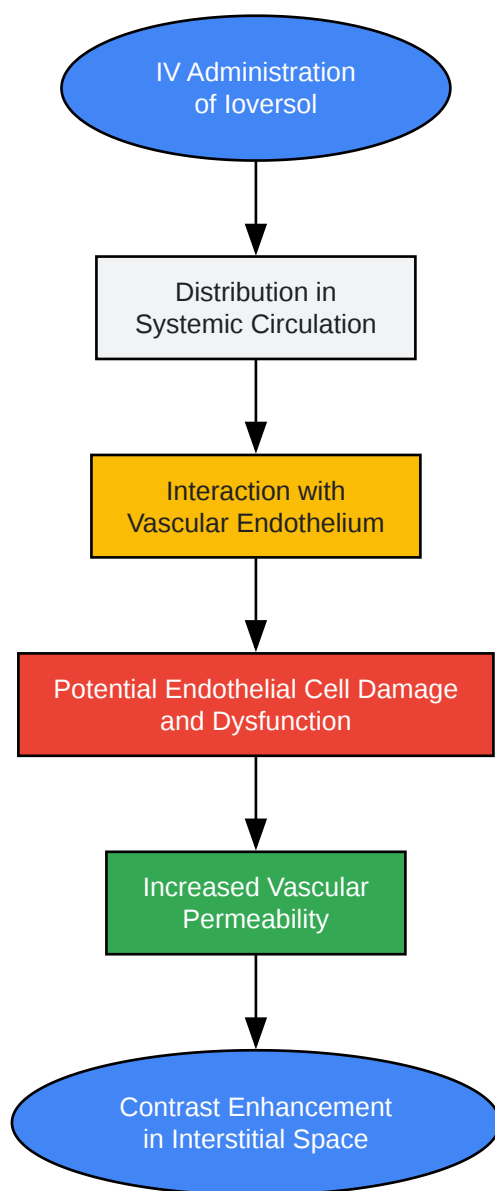 IV Administration
of Ioversol
Distribution in
Systemic Circulation
Interaction with
Vascular Endothelium
Potential Endothelial Cell Damage
and Dysfunction
Increased Vascular
Permeability
Contrast Enhancement
in Interstitial Space